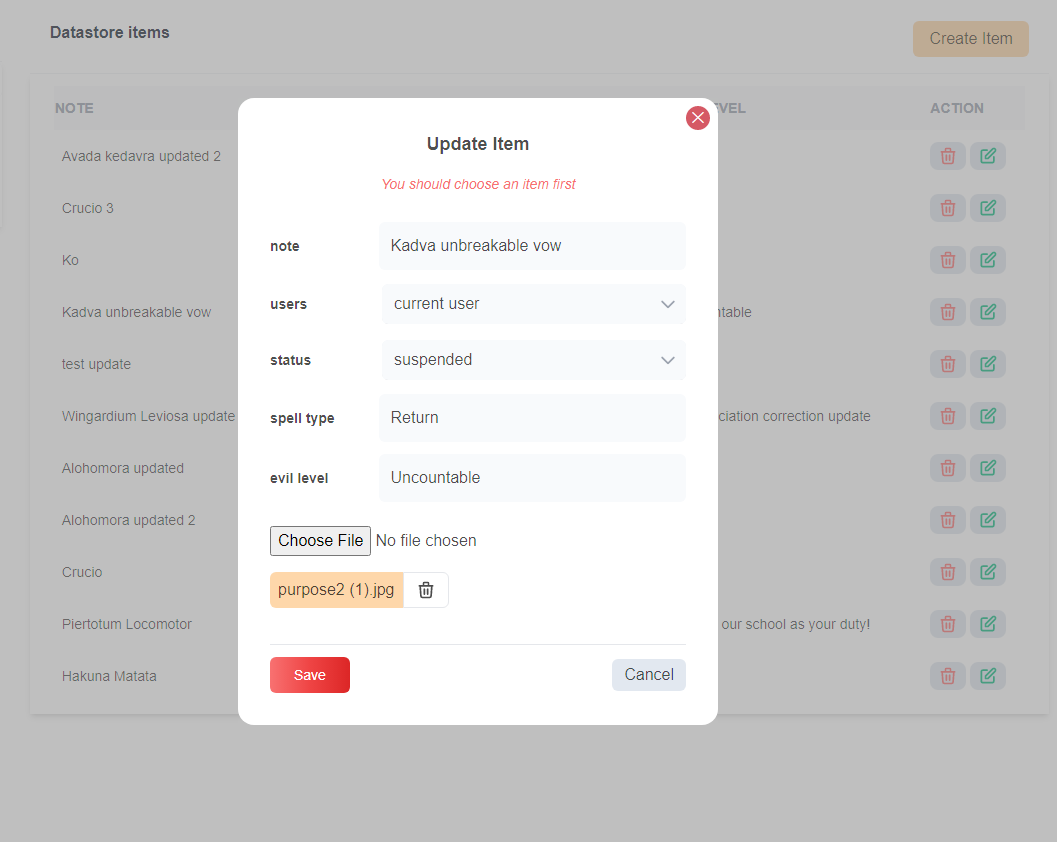 Datastore items
Create Item
NOTE
EVEL
ACTION
Update Item
You should choose an item first
Avada kedavra updated 2
Crucio 3
Ko
Kadva unbreakable vow
ntable
test update
Wingardium Leviosa update
ciation correction update
Alohomora updated
Alohomora updated 2
Crucio
Piertotum Locomotor
our school as your duty!
Hakuna Matata
note
Kadva unbreakable vow
users
current user
status
suspended
spell type
Return
evil level
Uncountable
Choose File No file chosen
purpose2 (1).jpg
Save
Cancel